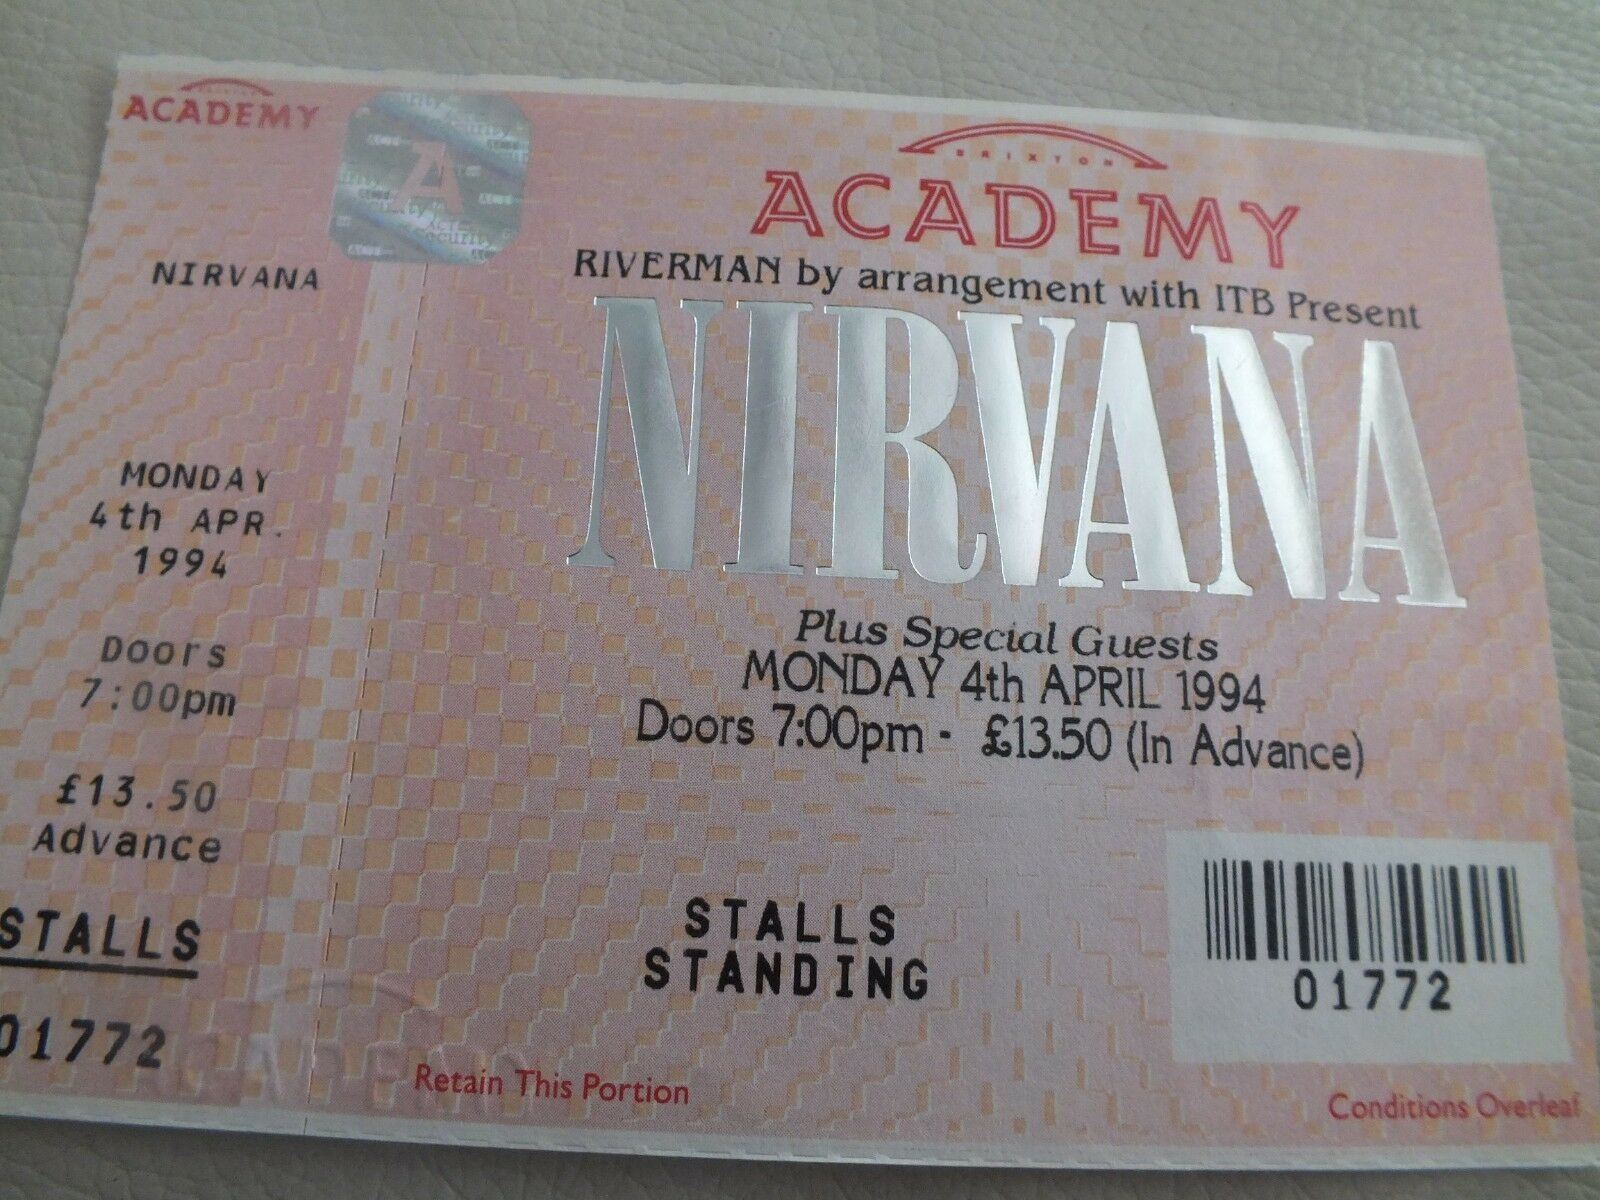 BRIXTON
ACADEMY
A
NIRVANA
MONDAY
4th APR.
1994
Doors
7:00pm
£13.50
Advance
STALLS
01772
BRIXTON
ACADEMY
RIVERMAN by arrangement with ITB Present
NIRVANA
Plus Special Guests
MONDAY 4th APRIL 1994
Doors 7:00pm - £13.50 (In Advance)
STALLS
STANDING
01772
Retain This Portion
Conditions Overleaf